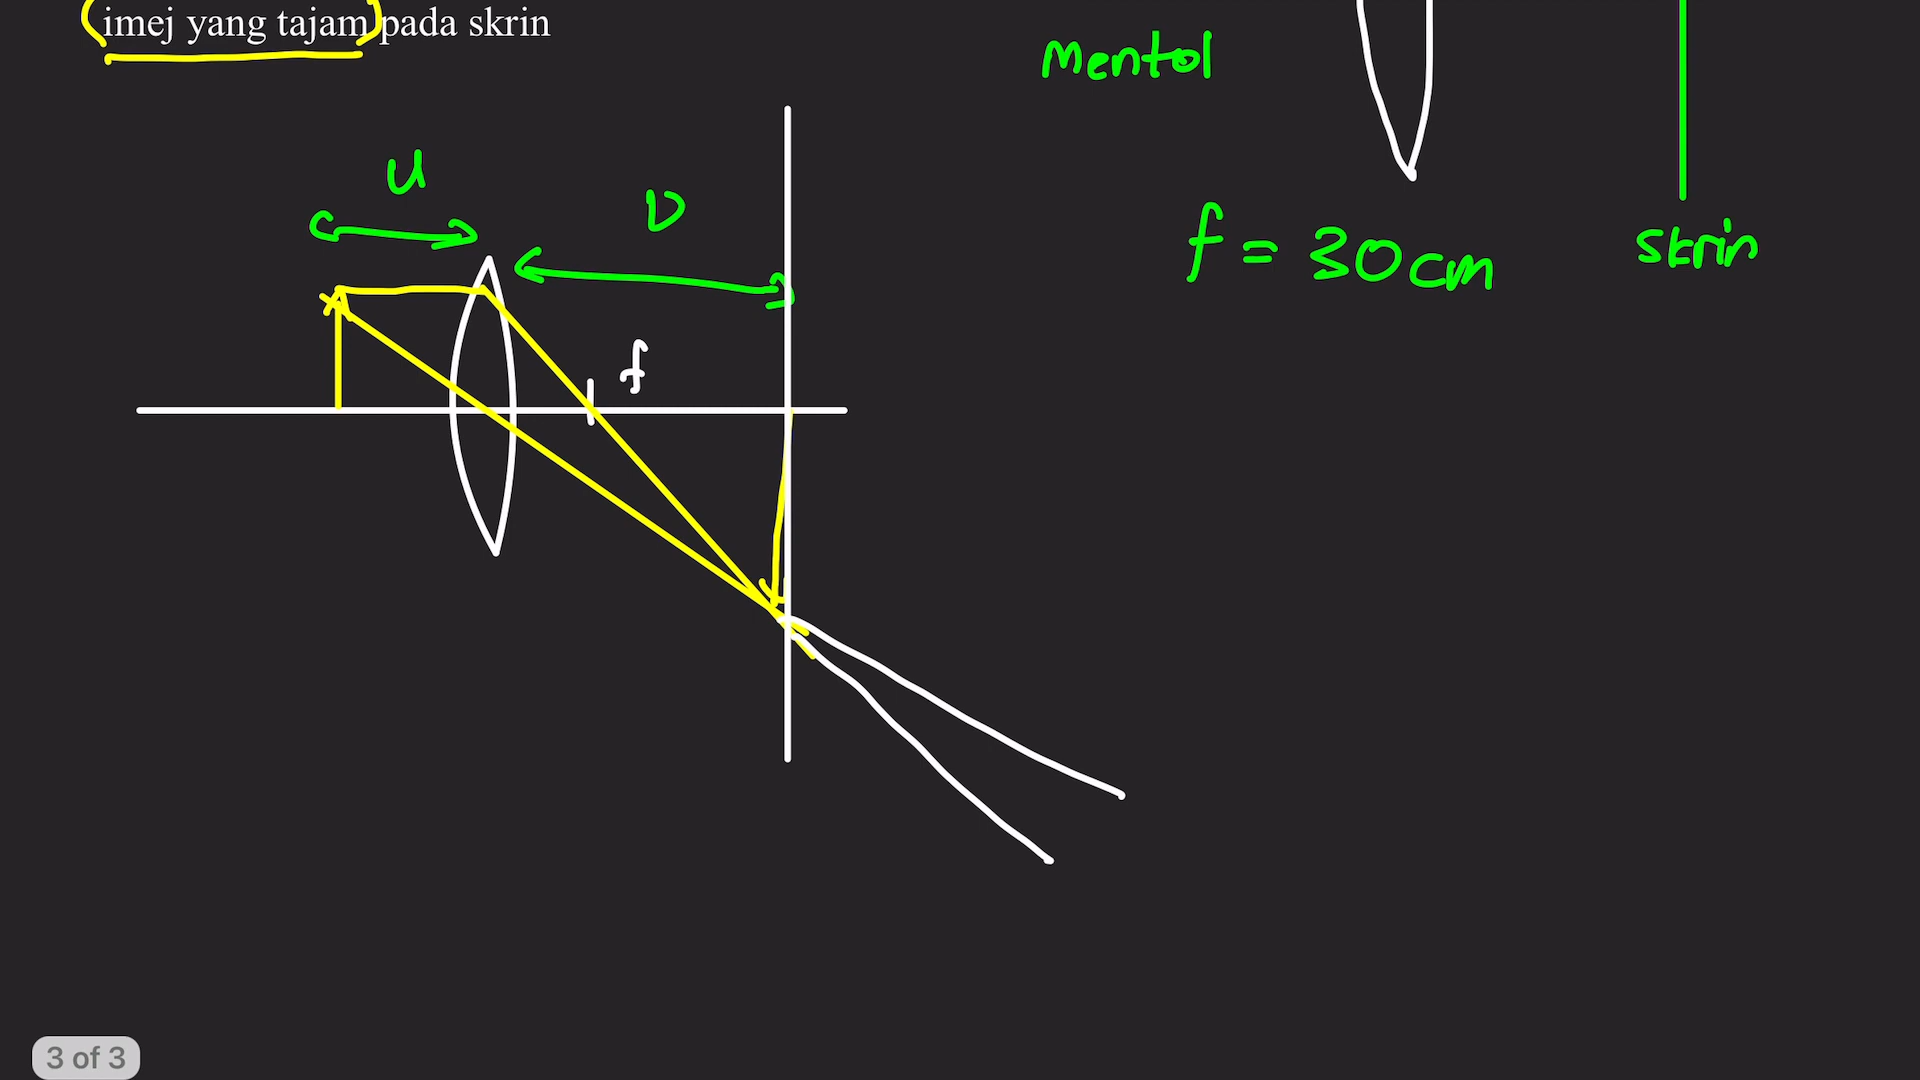 imej yang tajam pada skrin
Mentol
u
v
f = 30cm
skrin
f
3 of 3